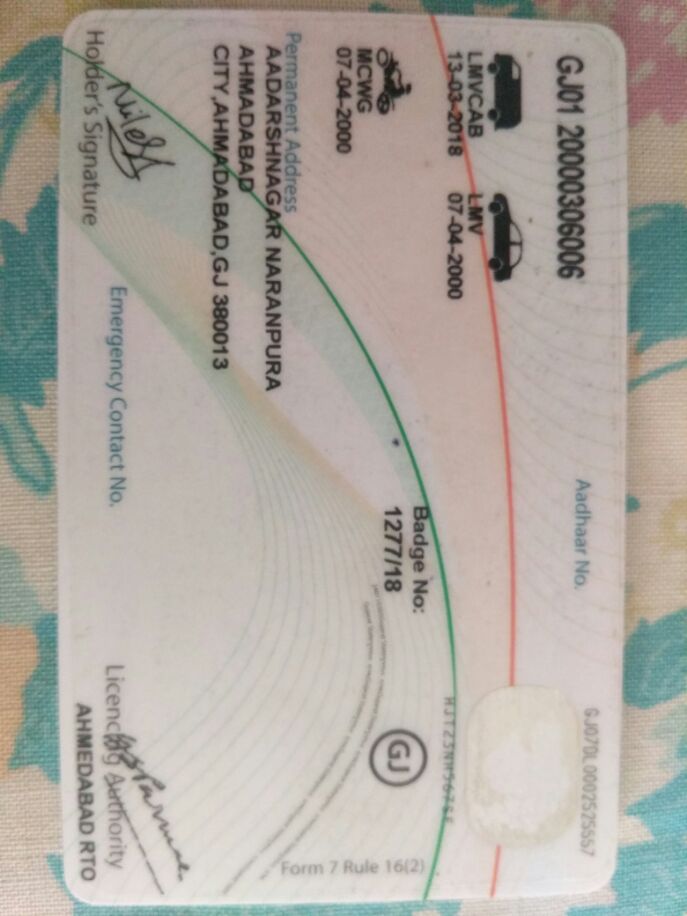 GJ01 20000306006
Aadhaar No.
GJ07DL0002525557
LMVCAB
13-03-2018
LMV
07-04-2000
MCWG
07-04-2000
Badge No:
1277/18
GJ
Permanent Address
AADARSHNAGAR NARANPURA
AHMADABAD
CITY,AHMADABAD,GJ 380013
Form 7 Rule 16(2)
Holder's Signature
Emergency Contact No.
Licencing Authority
AHMEDABAD RTO